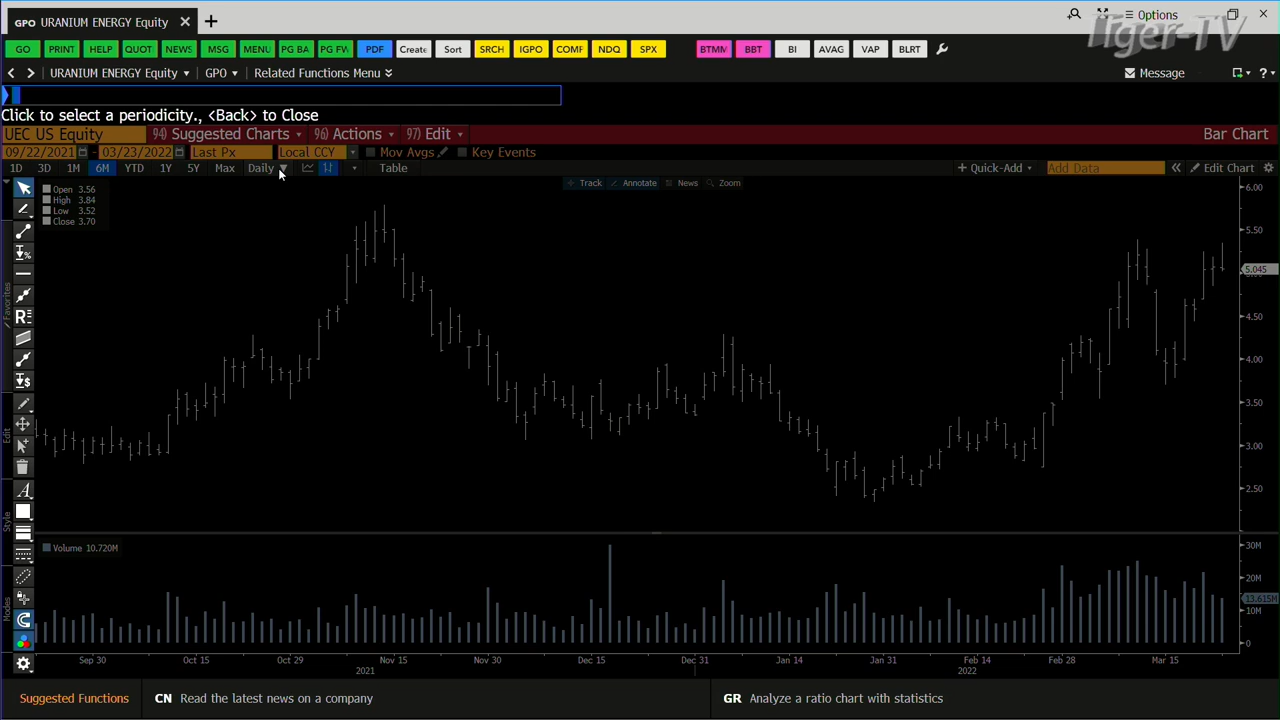 GPO URANIUM ENERGY Equity
Options
Tiger-TV
GO PRINT HELP QUOT NEWS MSG MENU PG BA PG FW PDF Create Sort SRCH IGPO COMF NDQ SPX BTMM BBT BI AVAG VAP BLRT
URANIUM ENERGY Equity GPO Related Functions Menu Message ?
Click to select a periodicity., <Back> to Close
UEC US Equity 94) Suggested Charts 96) Actions 97) Edit Bar Chart
09/22/2021 - 03/23/2022 Last Px Local CCY Mov Avgs Key Events
1D 3D 1M 6M YTD 1Y 5Y Max Daily Table + Quick-Add Add Data Edit Chart
Track Annotate News Zoom
Open 3.56
High 3.84
Low 3.52
Close 3.70
6.00
5.50
5.045
4.50
4.00
3.50
3.00
2.50
Favorites
Edit
Style
Modes
Volume 10.720M
30M
20M
13.615M
10M
0
Sep 30 Oct 15 Oct 29 Nov 15 Nov 30 Dec 15 Dec 31 Jan 14 Jan 31 Feb 14 Feb 28 Mar 15
2021 2022
Suggested Functions CN Read the latest news on a company GR Analyze a ratio chart with statistics